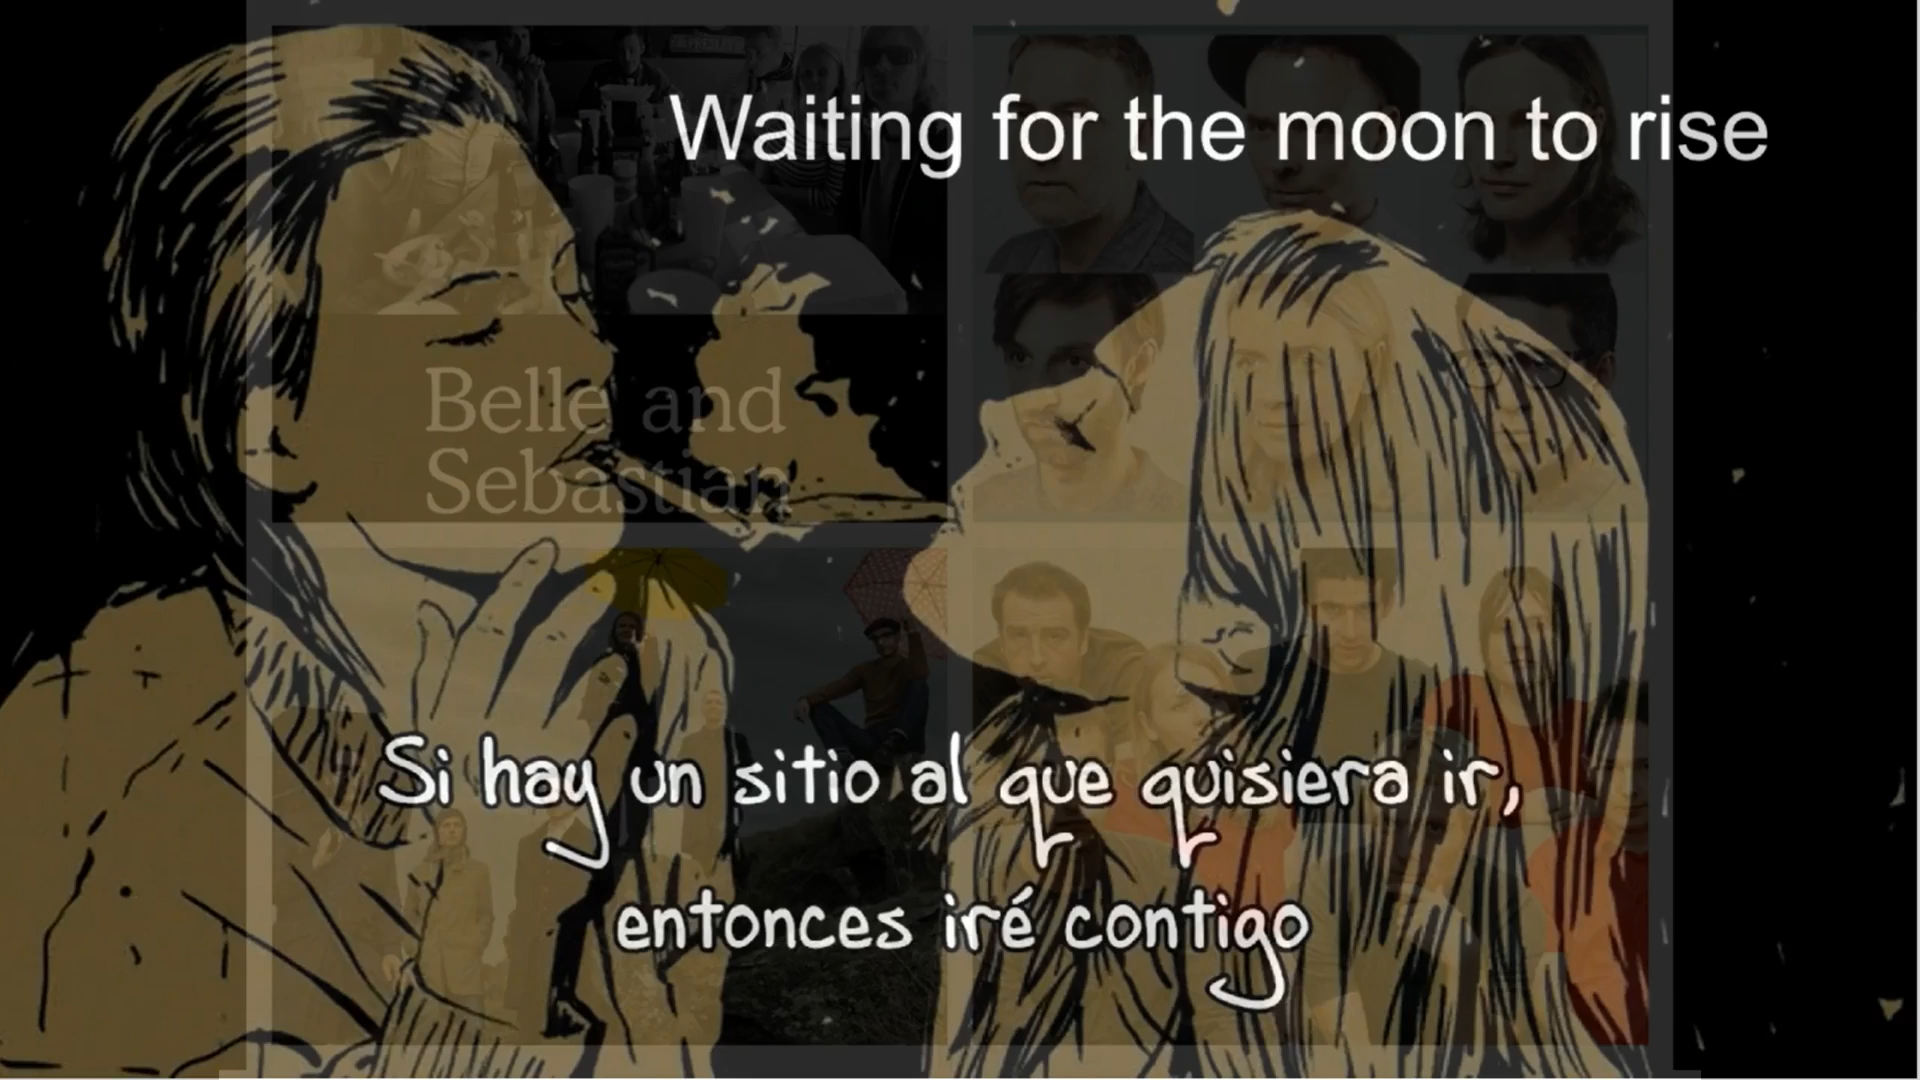 Waiting for the moon to rise
Belle and
Sebastian
Si hay un sitio al que quisiera ir,
entonces iré contigo